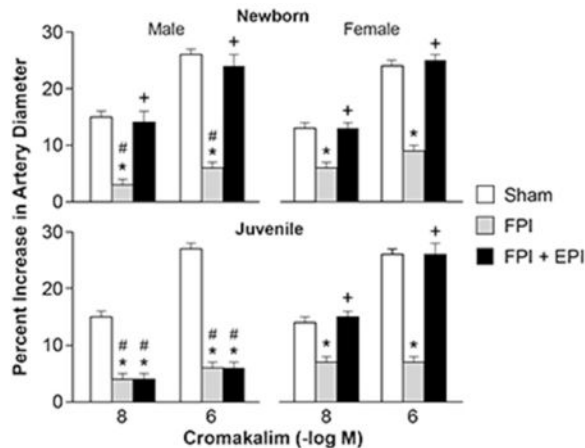 Newborn
Male Female
Percent Increase in Artery Diameter
30
20
10
0
+ + + +
# #
* * * *
Sham
FPI
FPI + EPI
Juvenile
30
20
10
0
+ +
# # # #
* * * * * *
8 6 8 6
Cromakalim (-log M)